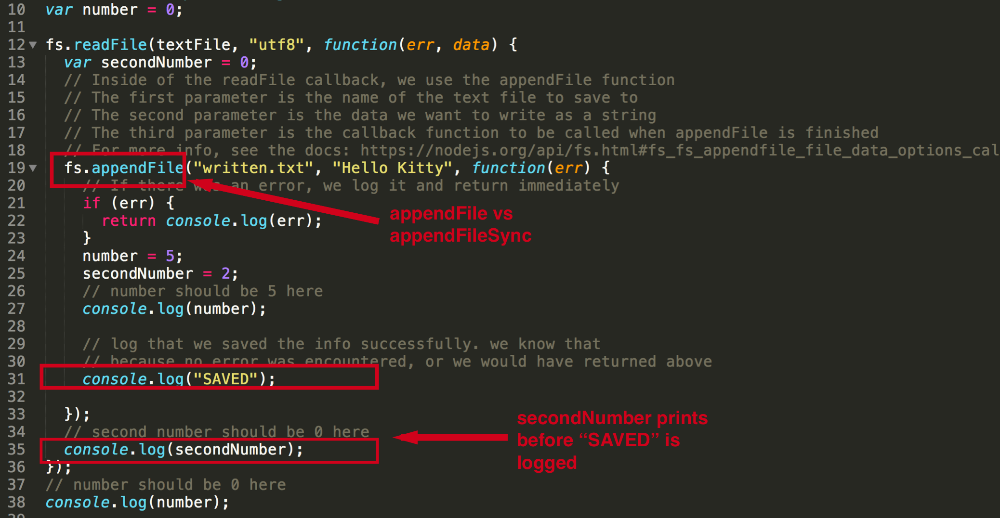 10 var number = 0;
11
12 fs.readFile(textFile, "utf8", function(err, data) {
13 var secondNumber = 0;
14 // Inside of the readFile callback, we use the appendFile function
15 // The first parameter is the name of the text file to save to
16 // The second parameter is the data we want to write as a string
17 // The third parameter is the callback function to be called when appendFile is finished
18 // For more info, see the docs: https://nodejs.org/api/fs.html#fs_fs_appendfile_file_data_options_cal
19 fs.appendFile("written.txt", "Hello Kitty", function(err) {
20 // If there was an error, we log it and return immediately
21 if (err) {
22 return console.log(err);
23 }
appendFile vs
appendFileSync
24 number = 5;
25 secondNumber = 2;
26 // number should be 5 here
27 console.log(number);
28
29 // log that we saved the info successfully. we know that
30 // because no error was encountered, or we would have returned above
31 console.log("SAVED");
32
33 });
34 // second number should be 0 here
35 console.log(secondNumber);
36 });
secondNumber prints
before “SAVED” is
logged
37 // number should be 0 here
38 console.log(number);